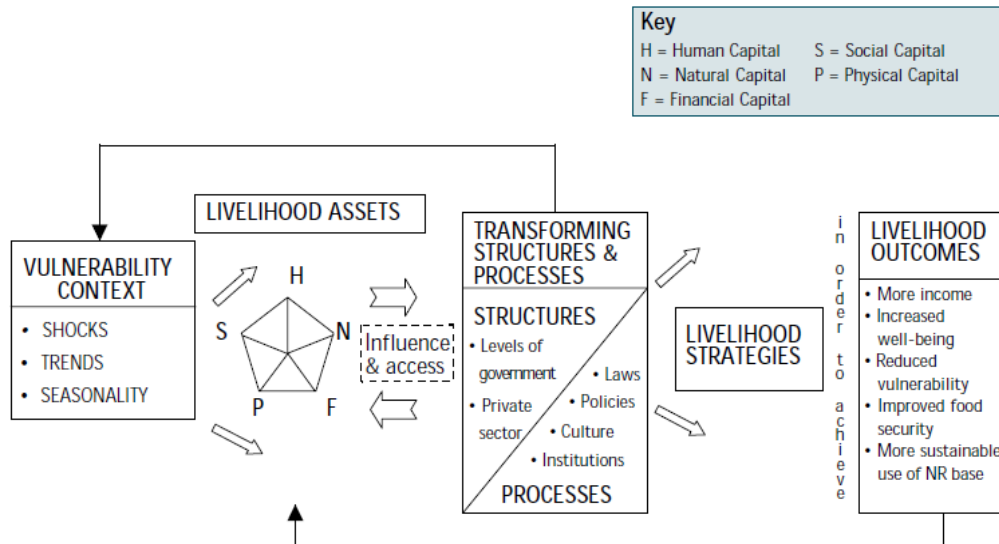 Key
H = Human Capital S = Social Capital
N = Natural Capital P = Physical Capital
F = Financial Capital
LIVELIHOOD ASSETS
VULNERABILITY
CONTEXT
• SHOCKS
• TRENDS
• SEASONALITY
H
S
N
P
F
Influence
& access
TRANSFORMING
STRUCTURES &
PROCESSES
STRUCTURES
• Levels of
government
• Private
sector
• Laws
• Policies
• Culture
• Institutions
PROCESSES
LIVELIHOOD
STRATEGIES
in order to achieve
LIVELIHOOD
OUTCOMES
• More income
• Increased
well-being
• Reduced
vulnerability
• Improved food
security
• More sustainable
use of NR base